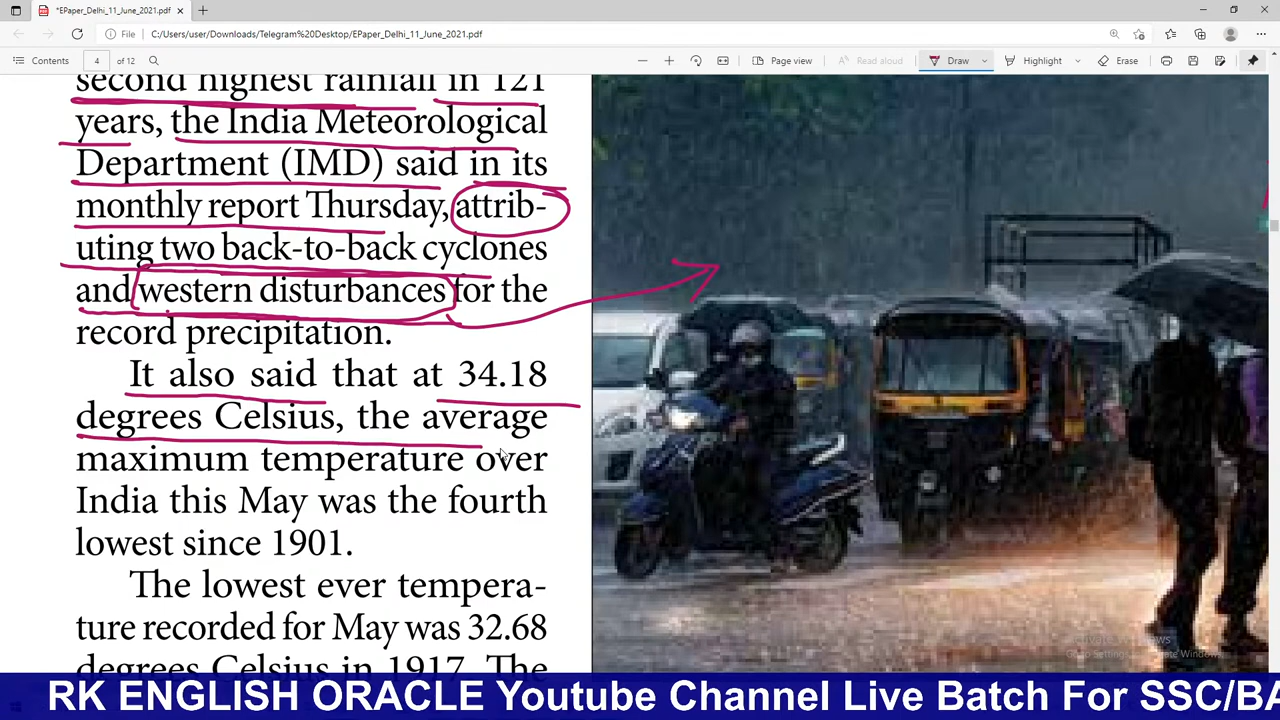 *EPaper_Delhi_11_June_2021.pdf
File
C:/Users/user/Downloads/Telegram%20Desktop/EPaper_Delhi_11_June_2021.pdf
Contents
4
of 12
Page view
Read aloud
Draw
Highlight
Erase
second highest rainfall in 121
years, the India Meteorological
Department (IMD) said in its
monthly report Thursday, attrib-
uting two back-to-back cyclones
and western disturbances for the
record precipitation.
It also said that at 34.18
degrees Celsius, the average
maximum temperature over
India this May was the fourth
lowest since 1901.
The lowest ever tempera-
ture recorded for May was 32.68
degrees Celsius in 1917. The
RK ENGLISH ORACLE Youtube Channel Live Batch For SSC/BA